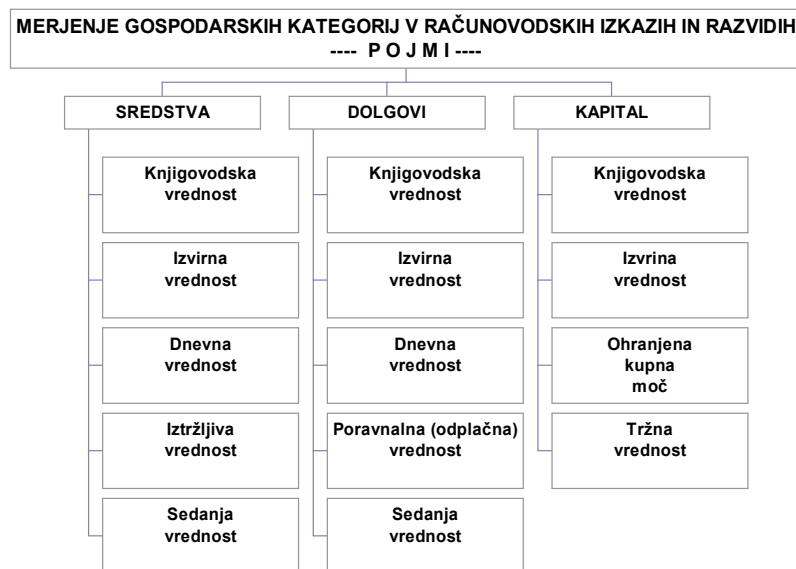 MERJENJE GOSPODARSKIH KATEGORIJ V RAČUNOVODSKIH IZKAZIH IN RAZVIDIH
---- P O J M I ----
SREDSTVA
Knjigovodska
vrednost
Izvirna
vrednost
Dnevna
vrednost
Iztržljiva
vrednost
Sedanja
vrednost
DOLGOVI
Knjigovodska
vrednost
Izvirna
vrednost
Dnevna
vrednost
Poravnalna (odplačna)
vrednost
Sedanja
vrednost
KAPITAL
Knjigovodska
vrednost
Izvrina
vrednost
Ohranjena
kupna
moč
Tržna
vrednost